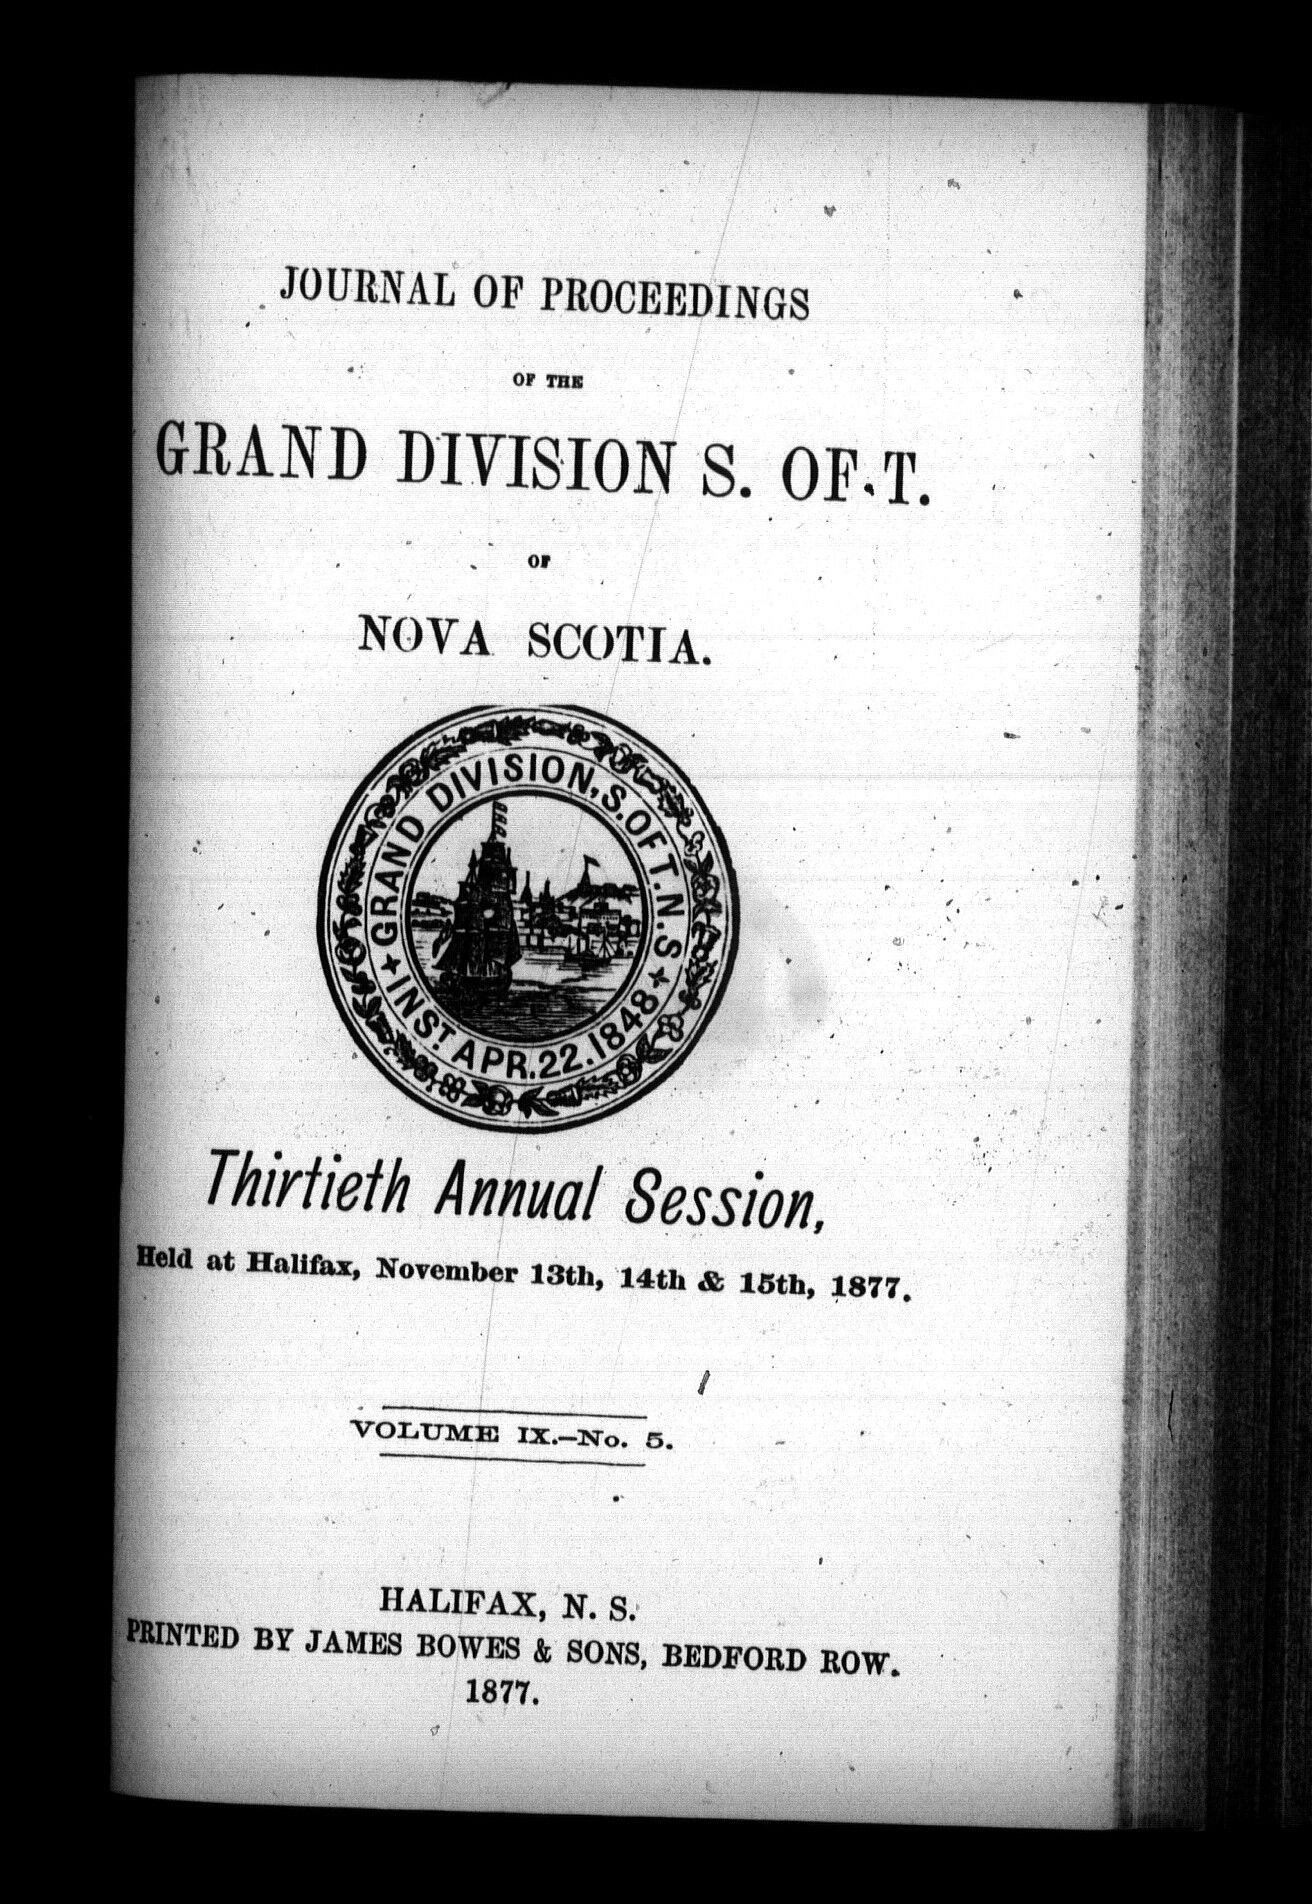 JOURNAL OF PROCEEDINGS
OF THE
GRAND DIVISION S. OF T.
OF
NOVA SCOTIA.
GRAND DIVISION, S. OF T. N. S
INST. APR. 22. 1848
Thirtieth Annual Session,
Held at Halifax, November 13th, 14th & 15th, 1877.
VOLUME IX.—No. 5.
HALIFAX, N. S.
PRINTED BY JAMES BOWES & SONS, BEDFORD ROW.
1877.